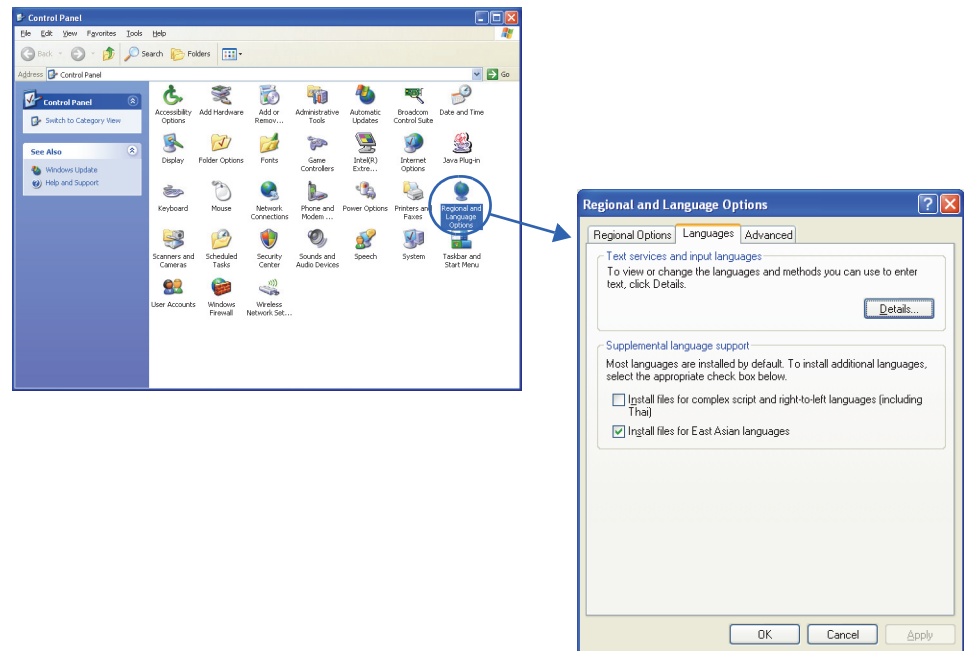 Control Panel
File Edit View Favorites Tools Help
Back Search Folders
Address Control Panel Go
Control Panel
Switch to Category View
See Also
Windows Update
Help and Support
Accessibility Options
Add Hardware
Add or Remov...
Administrative Tools
Automatic Updates
Broadcom Control Suite
Date and Time
Display
Folder Options
Fonts
Game Controllers
Intel(R) Extre...
Internet Options
Java Plug-in
Keyboard
Mouse
Network Connections
Phone and Modem ...
Power Options
Printers and Faxes
Regional and Language Options
Scanners and Cameras
Scheduled Tasks
Security Center
Sounds and Audio Devices
Speech
System
Taskbar and Start Menu
User Accounts
Windows Firewall
Wireless Network Set...
Regional and Language Options
Regional Options Languages Advanced
Text services and input languages
To view or change the languages and methods you can use to enter
text, click Details.
Details...
Supplemental language support
Most languages are installed by default. To install additional languages,
select the appropriate check box below.
Install files for complex script and right-to-left languages (including
Thai)
Install files for East Asian languages
OK Cancel Apply